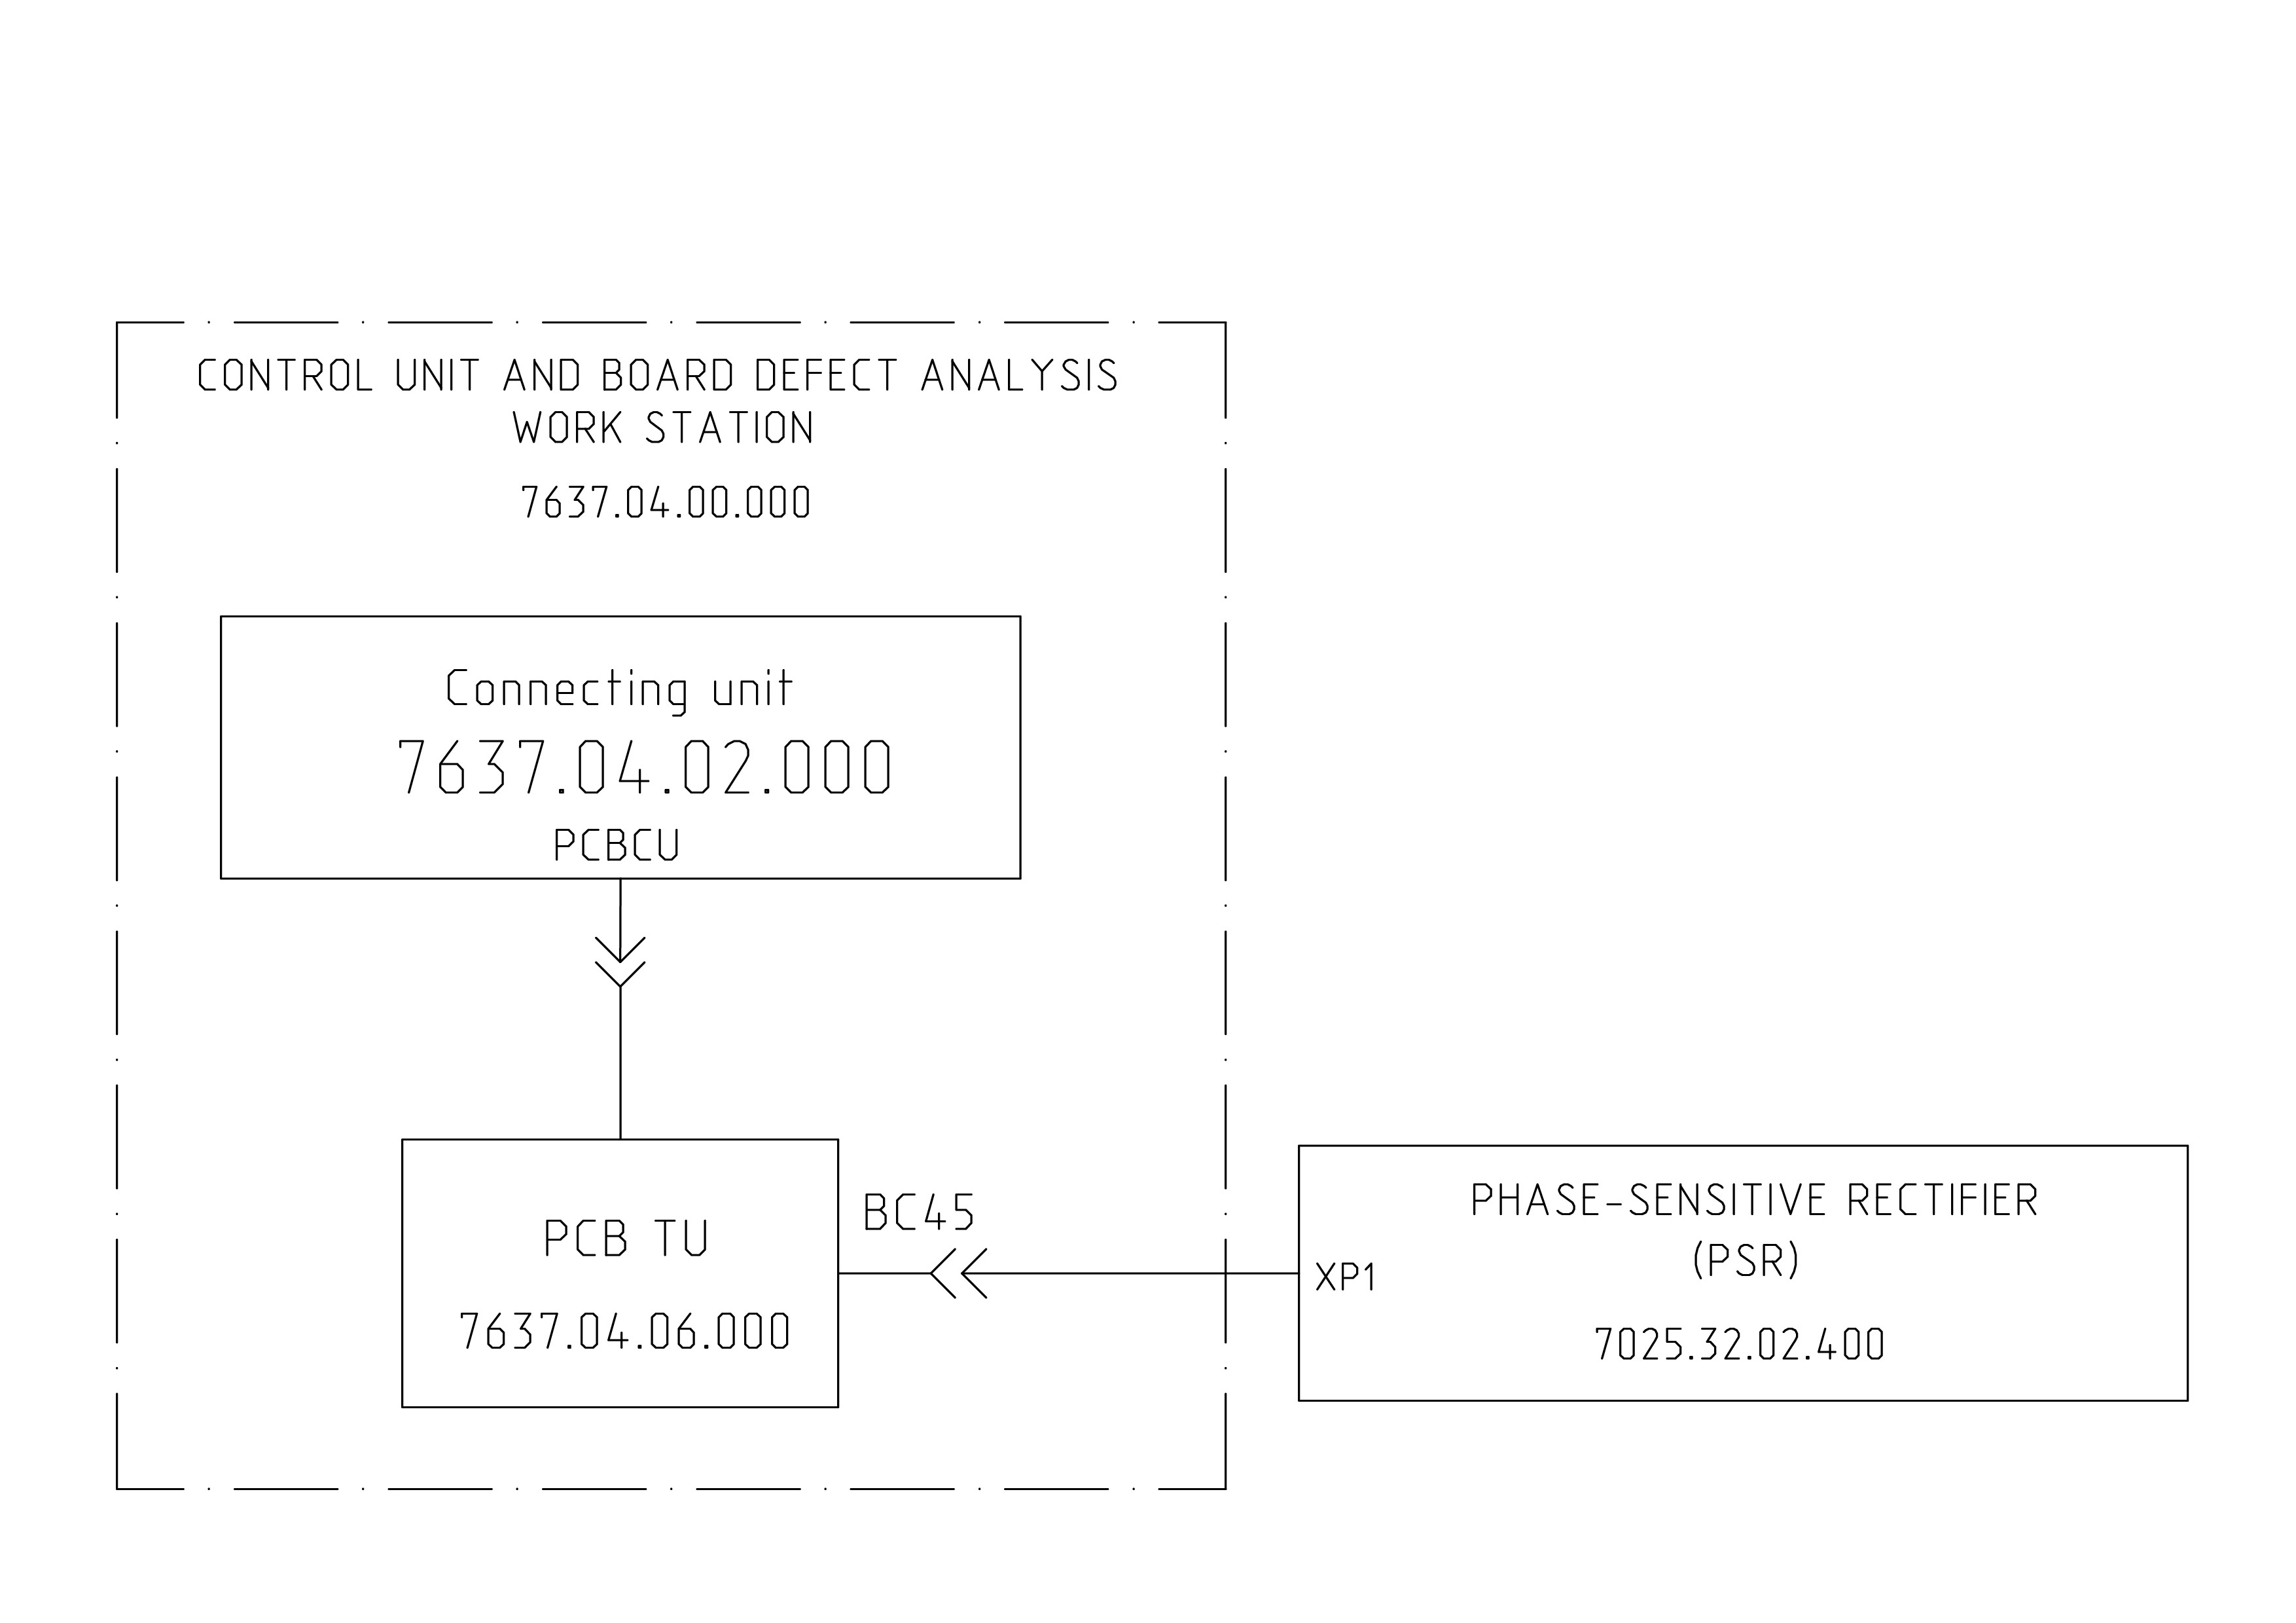 CONTROL UNIT AND BOARD DEFECT ANALYSIS
WORK STATION
7637.04.00.000
Connecting unit
7637.04.02.000
PCBCU
BC45
PCB TU
7637.04.06.000
PHASE-SENSITIVE RECTIFIER
(PSR)
XP1
7025.32.02.400